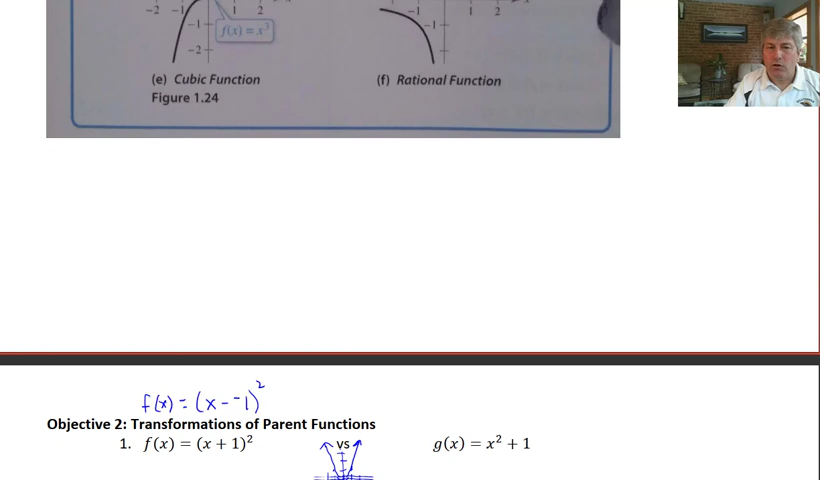 -2 -1 1 2
-1
f(x) = x³
-2
-1 1 2
-1
(e) Cubic Function
(f) Rational Function
Figure 1.24
f(x) = (x - -1)²
Objective 2: Transformations of Parent Functions
1. f(x) = (x + 1)²
vs
g(x) = x² + 1